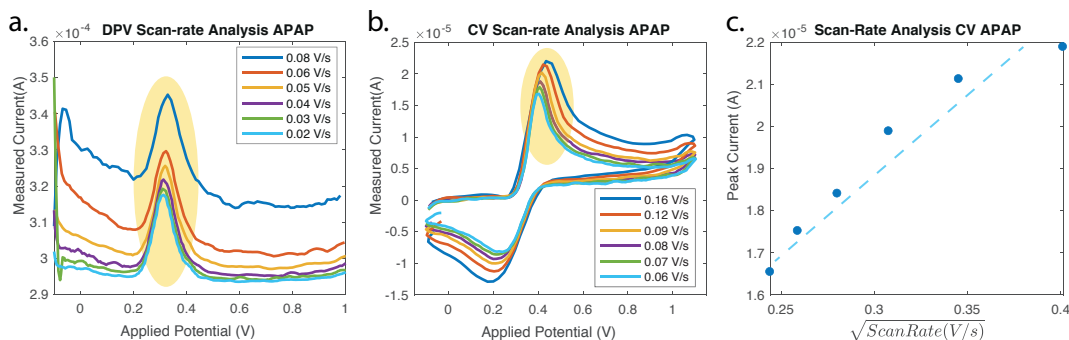 a.
DPV Scan-rate Analysis APAP
×10⁻⁴
3.6
3.5
3.4
3.3
3.2
3.1
3
2.9
Measured Current(A)
0
0.2
0.4
0.6
0.8
1
Applied Potential (V)
0.08 V/s
0.06 V/s
0.05 V/s
0.04 V/s
0.03 V/s
0.02 V/s
b.
CV Scan-rate Analysis APAP
×10⁻⁵
2.5
2
1.5
1
0.5
0
-0.5
-1
-1.5
Measured Current(A)
0
0.2
0.4
0.6
0.8
1
Applied Potential (V)
0.16 V/s
0.12 V/s
0.09 V/s
0.08 V/s
0.07 V/s
0.06 V/s
c.
Scan-Rate Analysis CV APAP
×10⁻⁵
2.2
2.1
2
1.9
1.8
1.7
1.6
Peak Current (A)
0.25
0.3
0.35
0.4
√ScanRate(V/s)